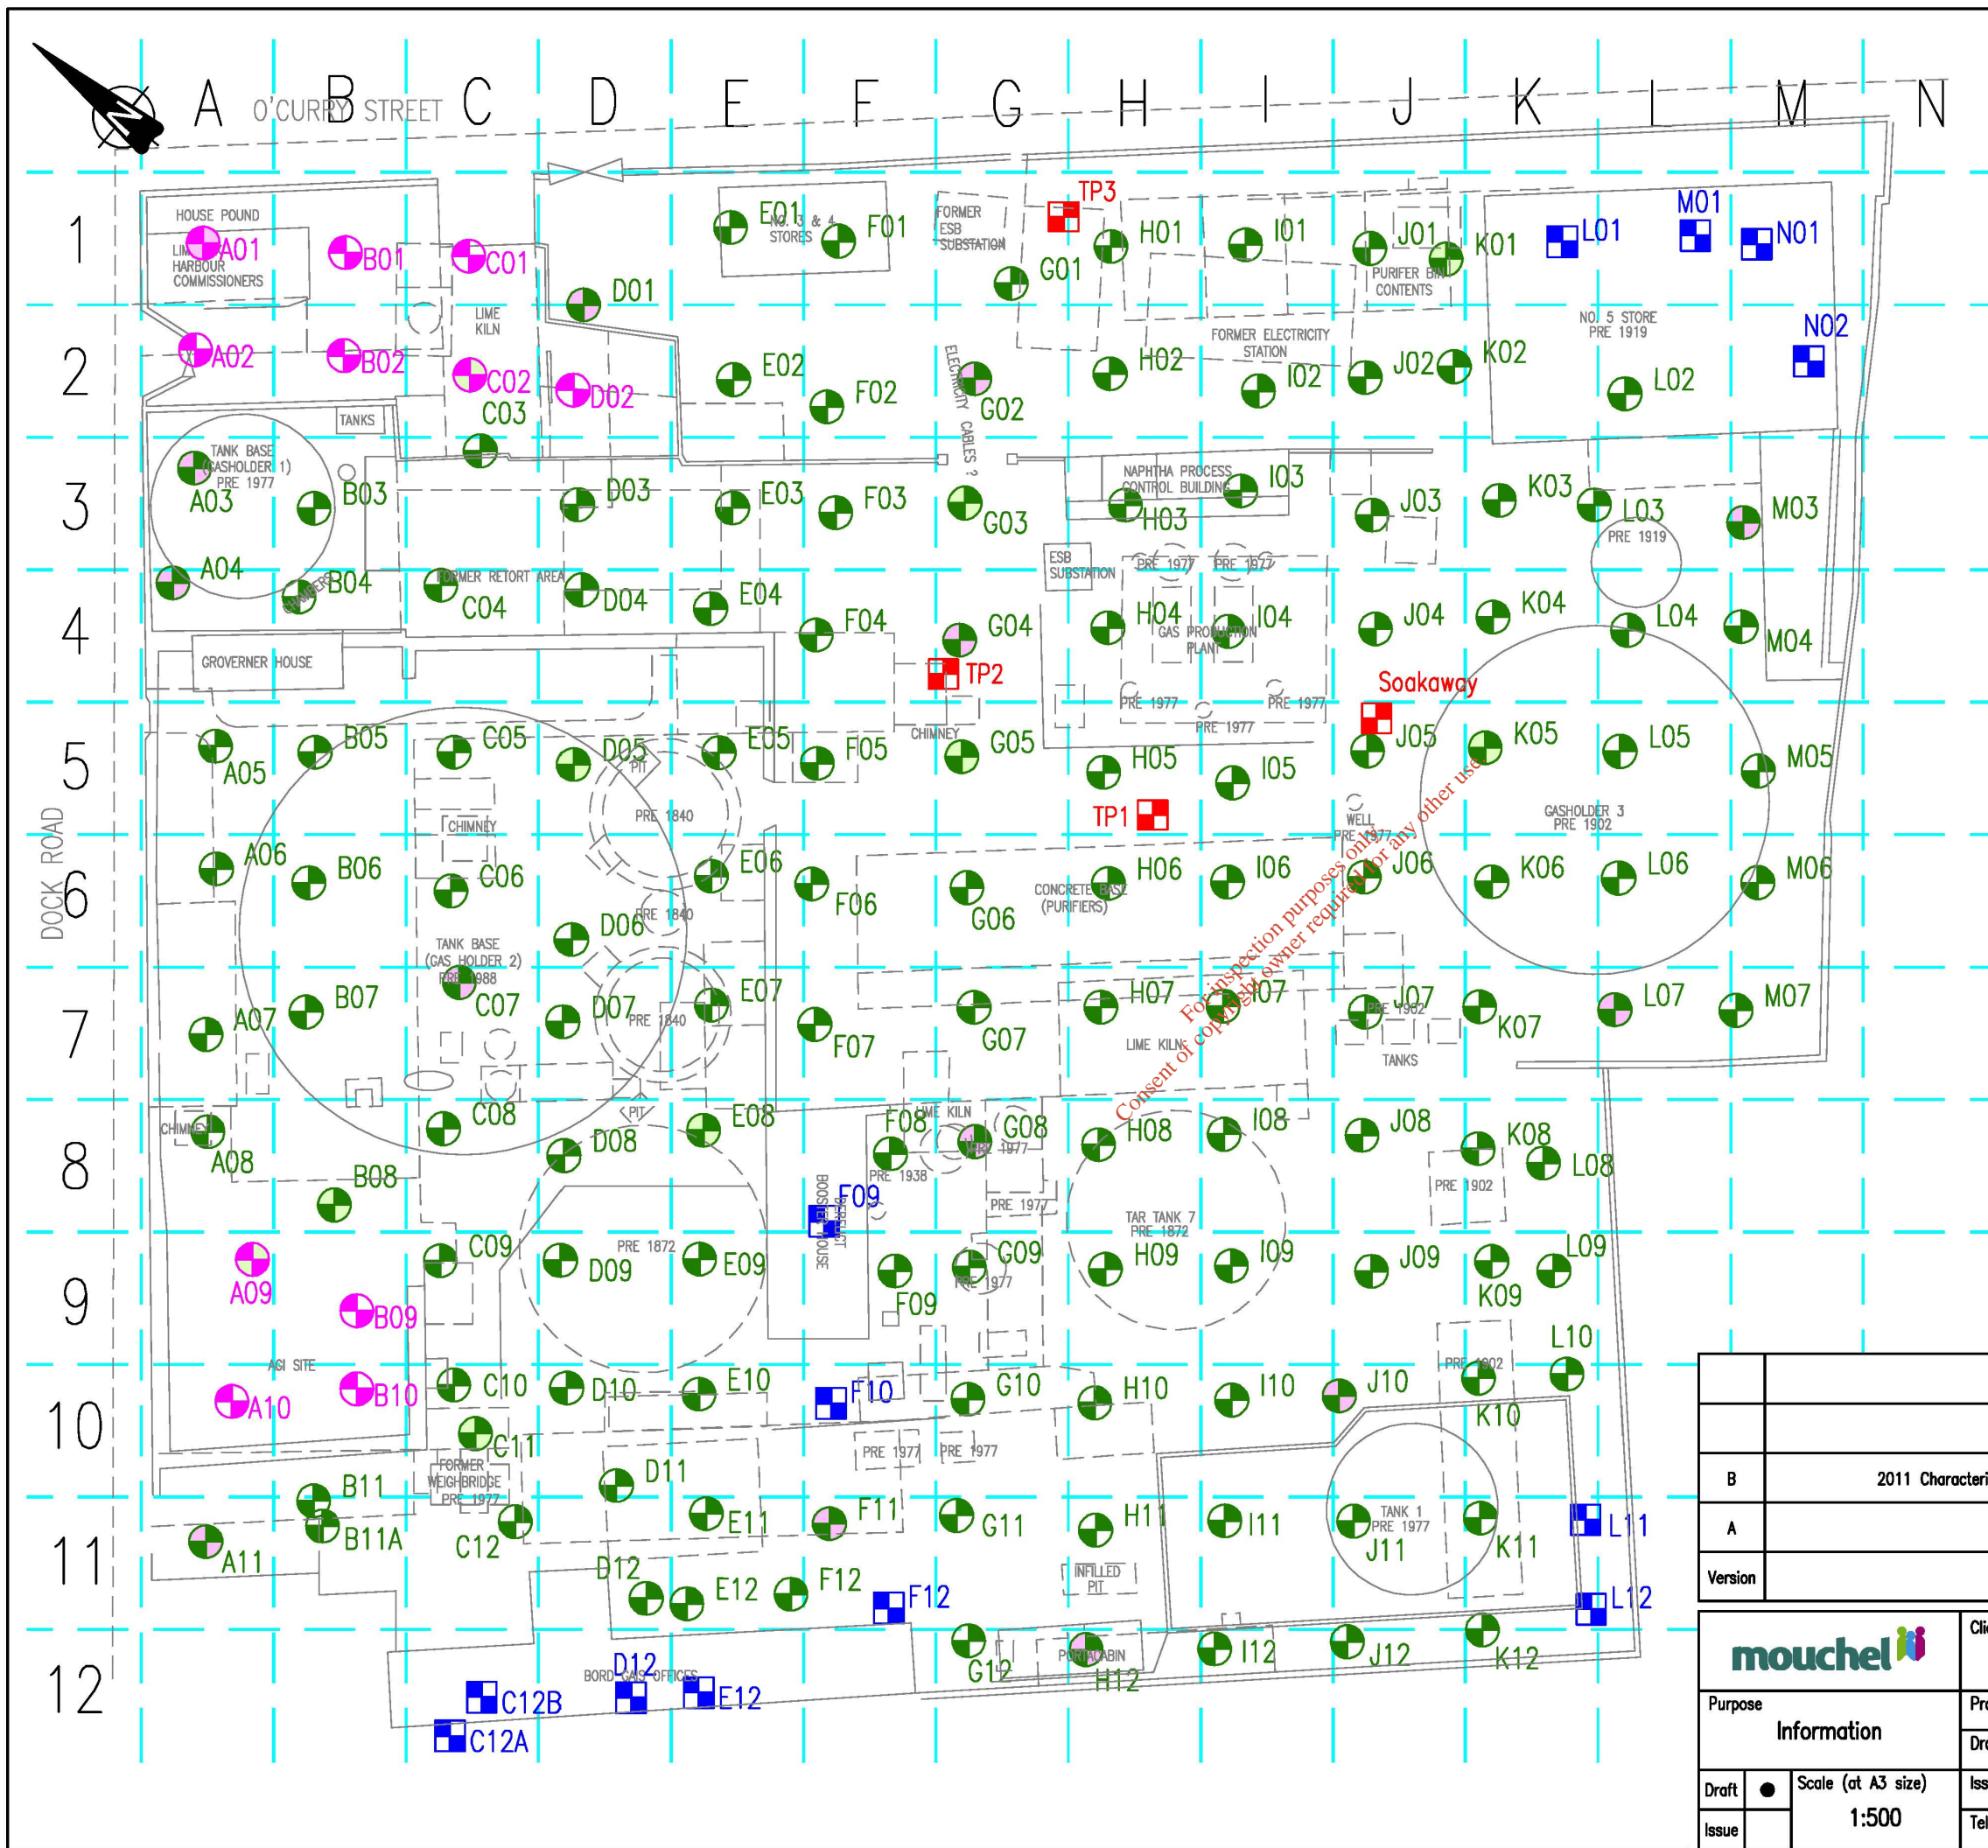 A B C D E F G H I J K L M N
O'CURRY STREET
DOCK ROAD
N
1
HOUSE POUND
HARBOUR
COMMISSIONERS
A01
B01
C01
D01
E01
NO. 3 & 4
STORES
F01
FORMER
ESB
SUBSTATION
G01
TP3
H01
I01
J01
K01
PURIFER BIN
CONTENTS
L01
M01
N01
2
A02
B02
LIME
KILN
C02
D02
E02
F02
G02
ELECTRICITY CABLES ?
H02
FORMER ELECTRICITY
STATION
I02
J02
K02
NO. 5 STORE
PRE 1919
L02
N02
TANKS
C03
3
TANK BASE
(GASHOLDER 1)
PRE 1977
A03
B03
D03
E03
F03
G03
NAPHTHA PROCESS
CONTROL BUILDING
H03
I03
J03
K03
L03
PRE 1919
M03
ESB
SUBSTATION
PRE 1977
PRE 1977
4
A04
CHAMBERS
B04
FORMER RETORT AREA
C04
D04
E04
F04
G04
H04
GAS PRODUCTION
PLANT
I04
J04
K04
L04
M04
GROVERNER HOUSE
TP2
Soakaway
PRE 1977
PRE 1977
PRE 1977
CHIMNEY
5
A05
B05
C05
D05
PIT
E05
F05
G05
H05
I05
J05
K05
L05
M05
TP1
WELL
PRE 1977
GASHOLDER 3
PRE 1902
CHIMNEY
PRE 1840
6
A06
B06
C06
D06
PRE 1840
E06
F06
G06
CONCRETE BASE
(PURIFIERS)
H06
I06
J06
K06
L06
M06
TANK BASE
(GAS HOLDER 2)
PRE 1988
7
A07
B07
C07
D07
PRE 1840
E07
F07
G07
H07
I07
J07
PRE 1902
K07
L07
M07
LIME KILN
TANKS
For inspection purposes only.
Consent of copyright owner required for any other use.
8
CHIMNEY
A08
B08
C08
PIT
D08
E08
F08
LIME KILN
G08
PRE 1977
PRE 1938
PRE 1977
H08
I08
J08
K08
PRE 1902
L08
F09
BOOSTER HOUSE
TAR TANK 7
PRE 1872
9
A09
B09
C09
D09
PRE 1872
E09
F09
G09
PRE 1977
H09
I09
J09
K09
L09
AGI SITE
10
A10
B10
C10
C11
D10
E10
F10
G10
H10
I10
J10
PRE 1902
K10
L10
PRE 1977
PRE 1977
FORMER
WEIGHBRIDGE
PRE 1977
D11
B11
11
A11
B11A
C12
E11
F11
G11
H11
I11
TANK 1
PRE 1977
J11
K11
L11
D12
E12
F12
F12
INFILLED
PIT
L12
12
C12B
C12A
BORD GAIS OFFICES
D12
E12
G12
PORTACABIN
H12
I12
J12
K12
B
2011 Characteri
A
Version
mouchel
Cli
Purpose
Information
Pro
Dra
Draft
Scale (at A3 size)
1:500
Iss
Issue
Tel